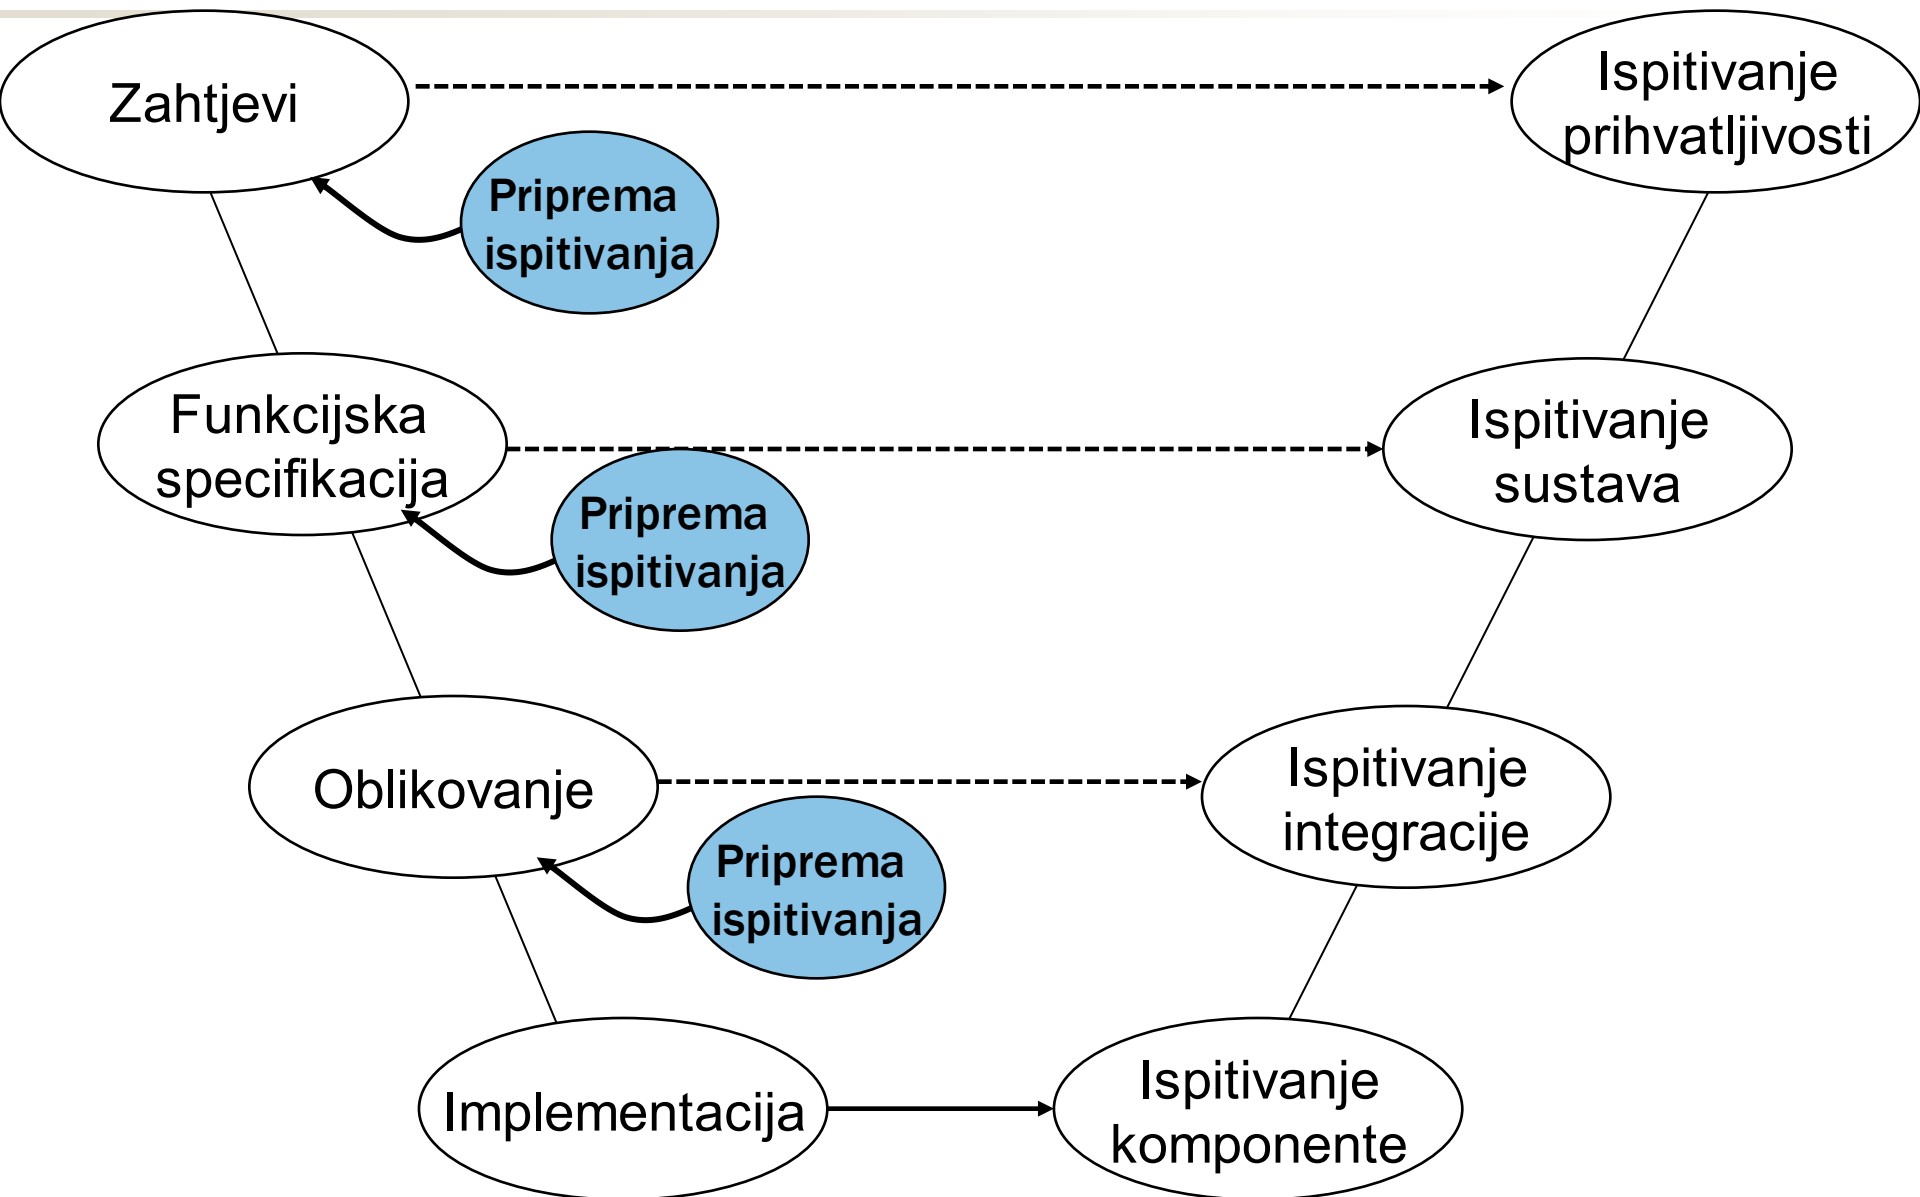 Zahtjevi
Ispitivanje
prihvatljivosti
Priprema
ispitivanja
Funkcijska
specifikacija
Ispitivanje
sustava
Priprema
ispitivanja
Oblikovanje
Ispitivanje
integracije
Priprema
ispitivanja
Implementacija
Ispitivanje
komponente